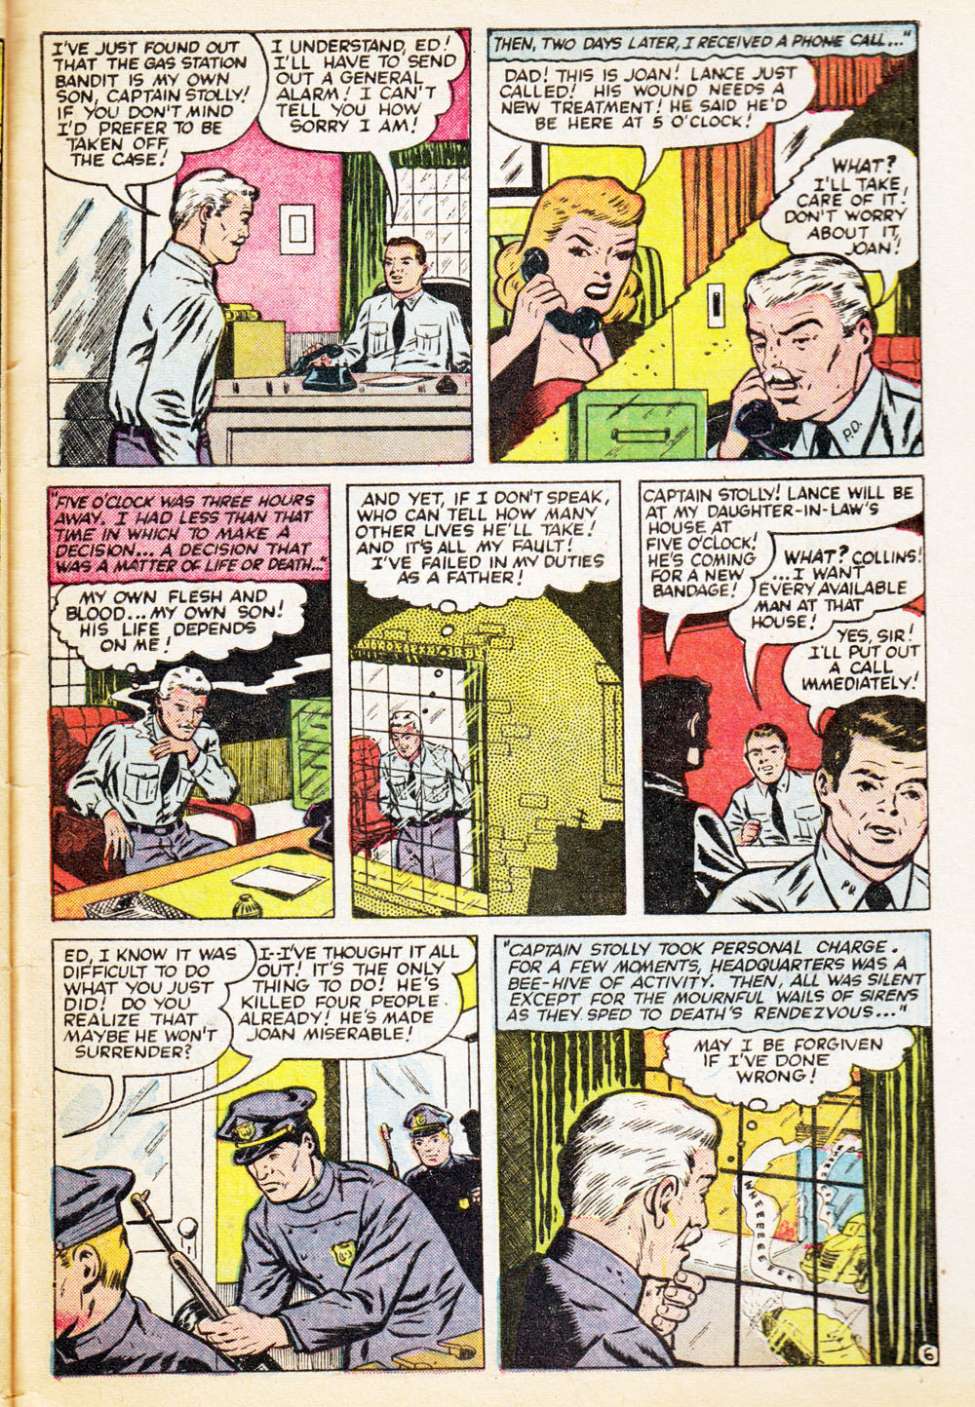 I'VE JUST FOUND OUT
THAT THE GAS STATION
BANDIT IS MY OWN
SON, CAPTAIN STOLLY!
IF YOU DON'T MIND
I'D PREFER TO BE
TAKEN OFF
THE CASE!
I UNDERSTAND, ED!
I'LL HAVE TO SEND
OUT A GENERAL
ALARM! I CAN'T
TELL YOU HOW
SORRY I AM!
THEN, TWO DAYS LATER, I RECEIVED A PHONE CALL..."
DAD! THIS IS JOAN! LANCE JUST
CALLED! HIS WOUND NEEDS A
NEW TREATMENT! HE SAID HE'D
BE HERE AT 5 O'CLOCK!
WHAT?
I'LL TAKE
CARE OF IT!
DON'T WORRY
ABOUT IT,
JOAN!
P.D.
"FIVE O'CLOCK WAS THREE HOURS
AWAY. I HAD LESS THAN THAT
TIME IN WHICH TO MAKE A
DECISION... A DECISION THAT
WAS A MATTER OF LIFE OR DEATH..."
MY OWN FLESH AND
BLOOD... MY OWN SON!
HIS LIFE DEPENDS
ON ME!
AND YET, IF I DON'T SPEAK,
WHO CAN TELL HOW MANY
OTHER LIVES HE'LL TAKE!
AND IT'S ALL MY FAULT!
I'VE FAILED IN MY DUTIES
AS A FATHER!
CAPTAIN STOLLY! LANCE WILL BE
AT MY DAUGHTER-IN-LAW'S
HOUSE AT
FIVE O'CLOCK!
HE'S COMING
FOR A NEW
BANDAGE!
WHAT? COLLINS!
...I WANT
EVERY AVAILABLE
MAN AT THAT
HOUSE!
YES, SIR!
I'LL PUT OUT
A CALL
IMMEDIATELY!
ED, I KNOW IT WAS
DIFFICULT TO DO
WHAT YOU JUST
DID! DO YOU
REALIZE THAT
MAYBE HE WON'T
SURRENDER?
I--I'VE THOUGHT IT ALL
OUT! IT'S THE ONLY
THING TO DO! HE'S
KILLED FOUR PEOPLE
ALREADY! HE'S MADE
JOAN MISERABLE!
"CAPTAIN STOLLY TOOK PERSONAL CHARGE.
FOR A FEW MOMENTS, HEADQUARTERS WAS A
BEE-HIVE OF ACTIVITY. THEN, ALL WAS SILENT
EXCEPT FOR THE MOURNFUL WAILS OF SIRENS
AS THEY SPED TO DEATH'S RENDEZVOUS..."
MAY I BE FORGIVEN
IF I'VE DONE
WRONG!
6